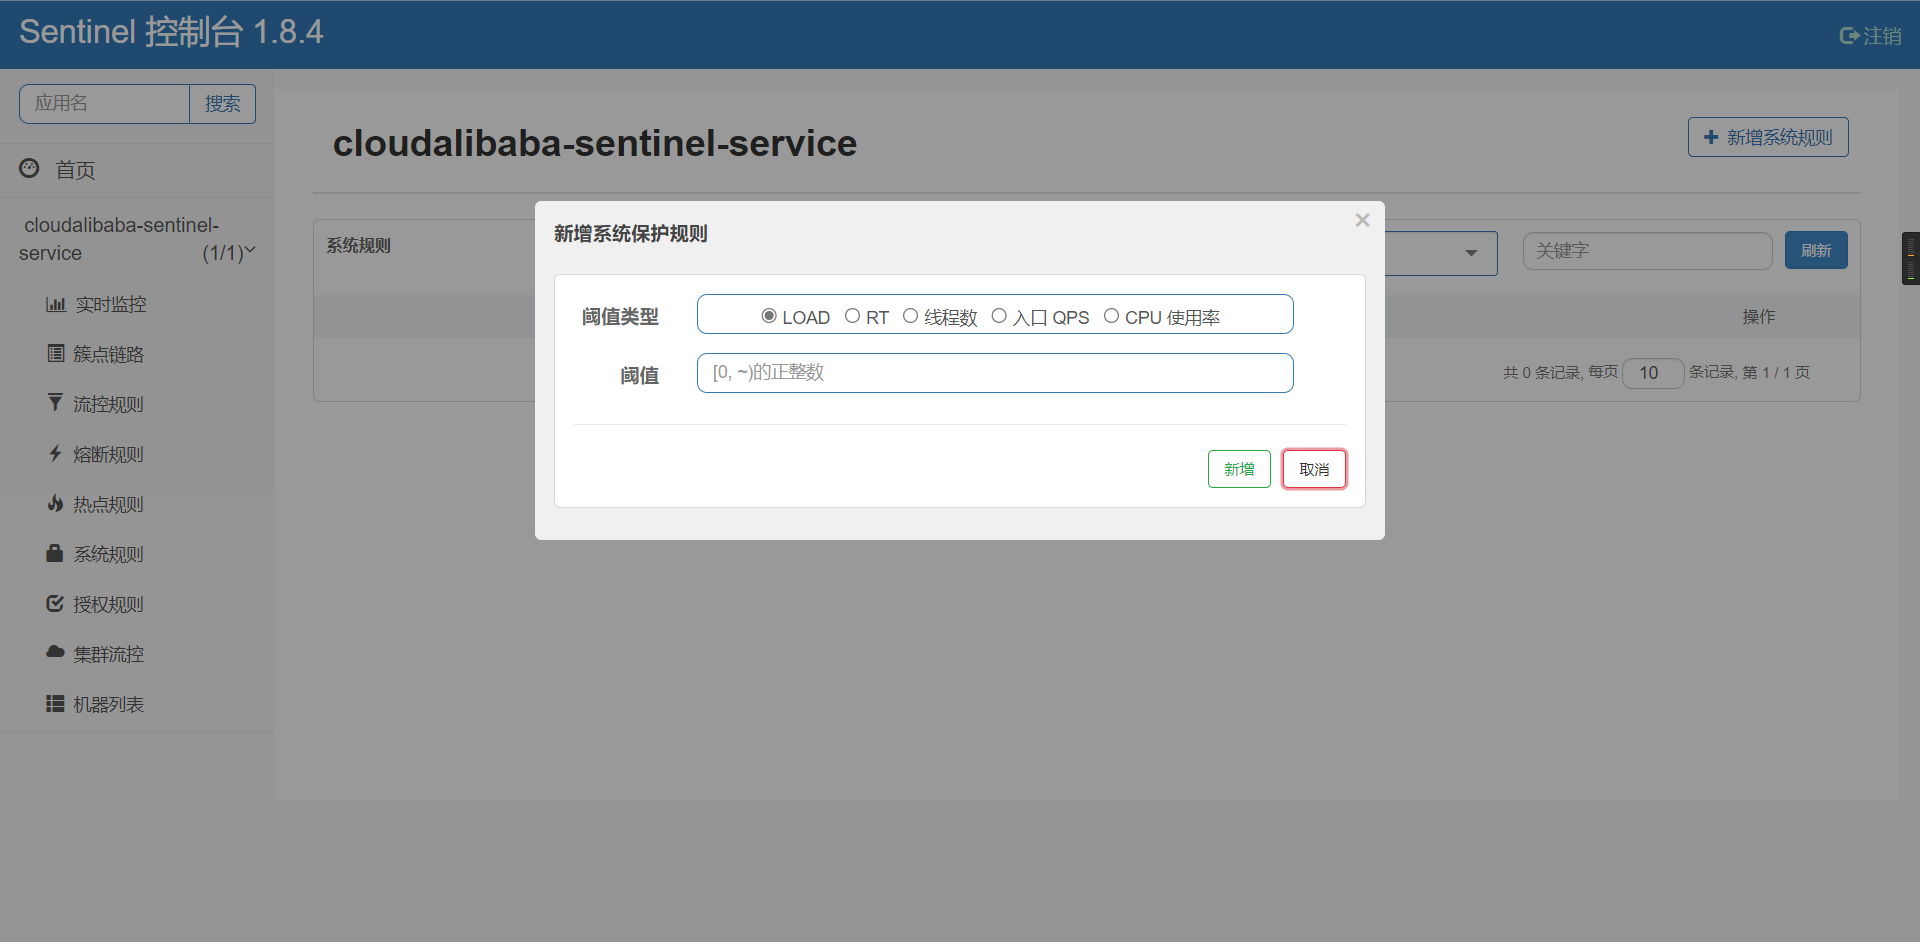 Sentinel 控制台 1.8.4
注销
应用名
搜索
首页
cloudalibaba-sentinel-
service (1/1)
实时监控
簇点链路
流控规则
熔断规则
热点规则
系统规则
授权规则
集群流控
机器列表
cloudalibaba-sentinel-service
新增系统规则
系统规则
关键字
刷新
操作
共 0 条记录, 每页 10 条记录, 第 1 / 1 页
新增系统保护规则
×
阈值类型
LOAD RT 线程数 入口 QPS CPU 使用率
阈值
[0, ~)的正整数
新增
取消